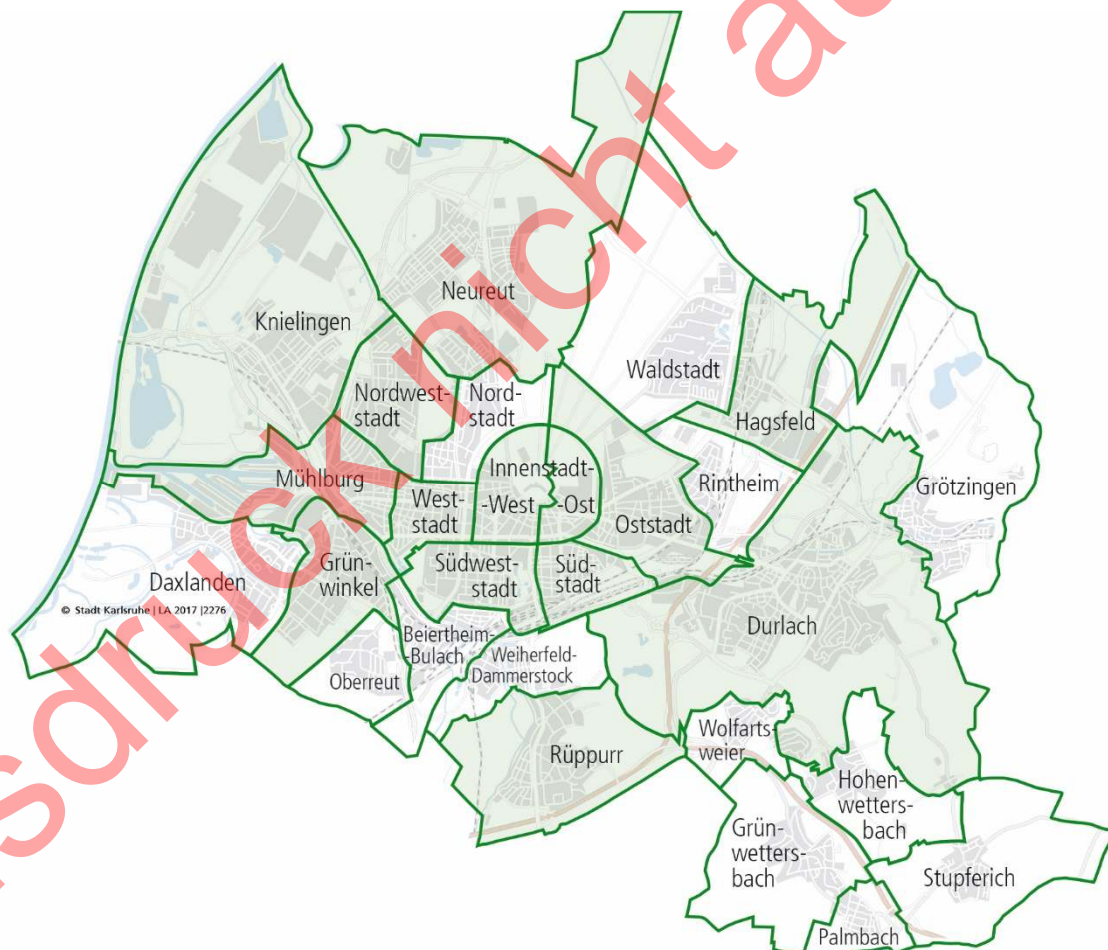 Neureut
Knielingen
Waldstadt
Nordwest-
stadt
Nord-
stadt
Hagsfeld
Mühlburg
Innenstadt-
-West
-Ost
Rintheim
Grötzingen
West-
stadt
Oststadt
Daxlanden
Grün-
winkel
Südwest-
stadt
Süd-
stadt
© Stadt Karlsruhe | LA 2017 |2276
Durlach
Beiertheim-
-Bulach
Weiherfeld-
Dammerstock
Oberreut
Rüppurr
Wolfarts-
weier
Hohen-
wetters-
bach
Grün-
wetters-
bach
Stupferich
Palmbach
sdruck nicht a